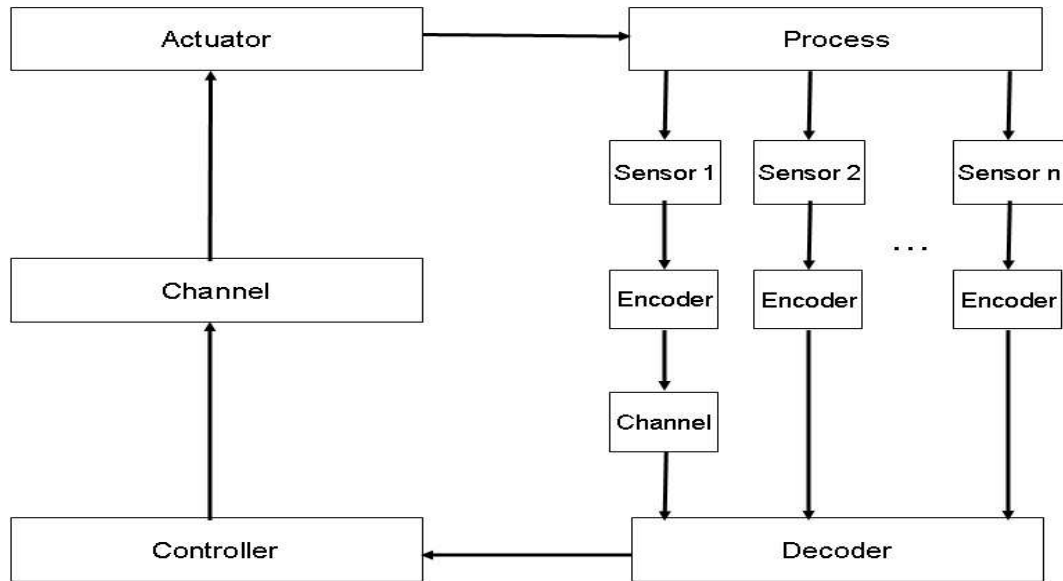 Actuator
Process
Sensor 1
Sensor 2
Sensor n
...
Channel
Encoder
Encoder
Encoder
Channel
Controller
Decoder